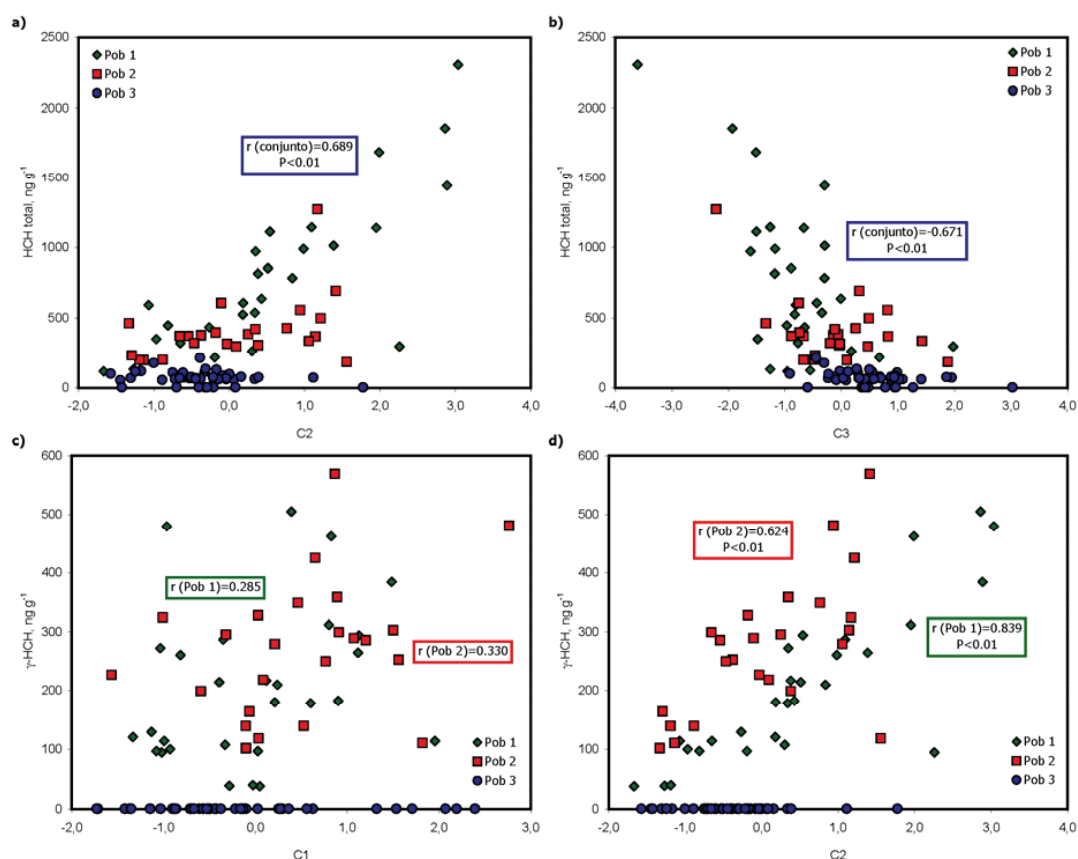 a)
2500
2000
1500
1000
500
0
HCH total, ng g⁻¹
Pob 1
Pob 2
Pob 3
r (conjunto)=0.689
P<0.01
-2,0
-1,0
0,0
1,0
2,0
3,0
4,0
C2
b)
2500
2000
1500
1000
500
0
HCH total, ng g⁻¹
Pob 1
Pob 2
Pob 3
r (conjunto)=-0.671
P<0.01
-4,0
-3,0
-2,0
-1,0
0,0
1,0
2,0
3,0
4,0
C3
c)
600
500
400
300
200
100
0
γ-HCH, ng g⁻¹
r (Pob 1)=0.285
r (Pob 2)=0.330
Pob 1
Pob 2
Pob 3
-2,0
-1,0
0,0
1,0
2,0
3,0
C1
d)
600
500
400
300
200
100
0
γ-HCH, ng g⁻¹
r (Pob 2)=0.624
P<0.01
r (Pob 1)=0.839
P<0.01
Pob 1
Pob 2
Pob 3
-2,0
-1,0
0,0
1,0
2,0
3,0
4,0
C2